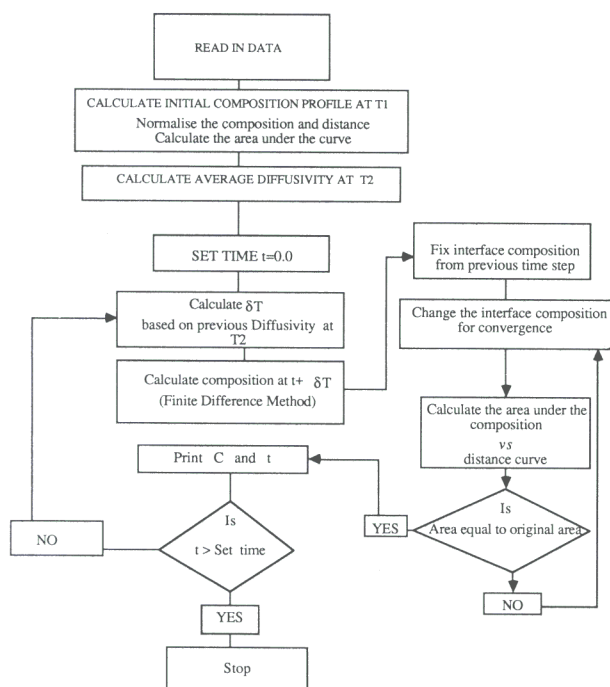 READ IN DATA
CALCULATE INITIAL COMPOSITION PROFILE AT T1
Normalise the composition and distance
Calculate the area under the curve
CALCULATE AVERAGE DIFFUSIVITY AT T2
SET TIME t=0.0
Calculate δT
based on previous Diffusivity at
T2
Calculate composition at t+ δT
(Finite Difference Method)
Fix interface composition
from previous time step
Change the interface composition
for convergence
Calculate the area under the
composition
vs
distance curve
Is
Area equal to original area
YES
NO
Print C and t
Is
t > Set time
NO
YES
Stop